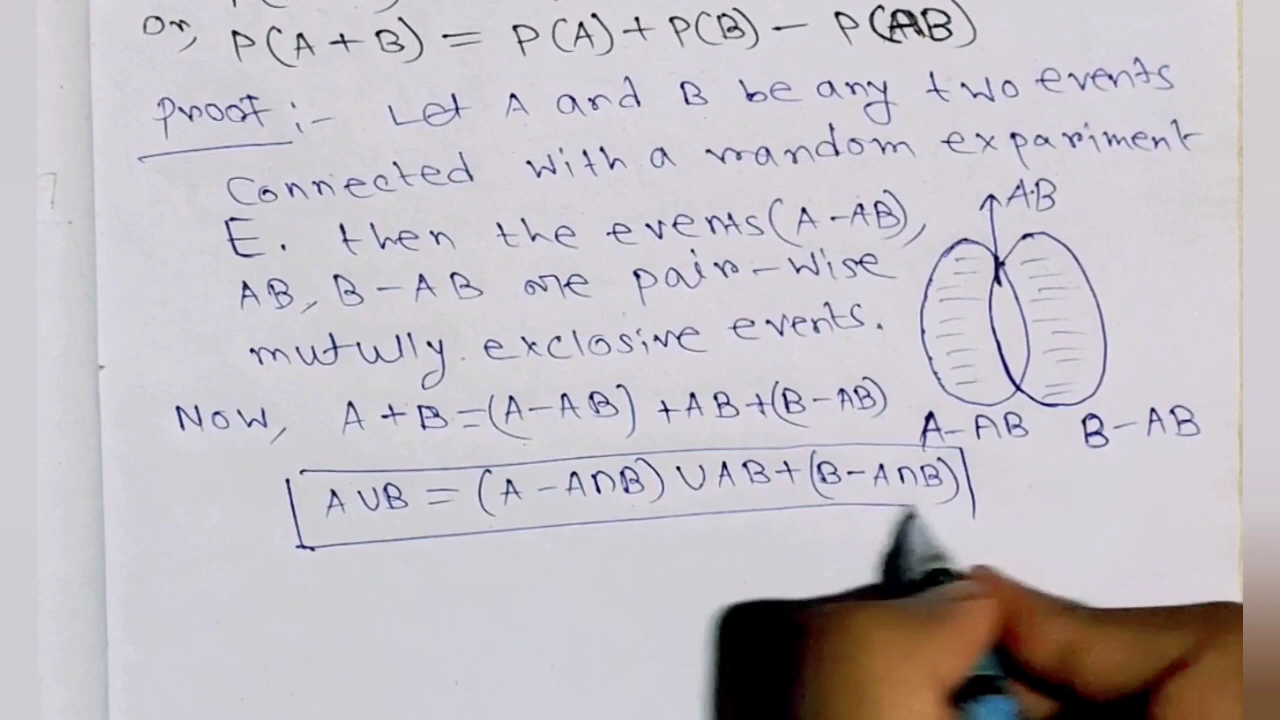 Or, P(A+B) = P(A) + P(B) - P(AB)
Proof :- Let A and B be any two events
Connected with a random expariment
E. then the events (A-AB),
AB, B-AB are pair-wise
mutully exclosive events.
AB
A-AB B-AB
Now, A+B=(A-AB) +AB+(B-AB)
A∪B = (A-A∩B) ∪ AB+(B-A∩B)